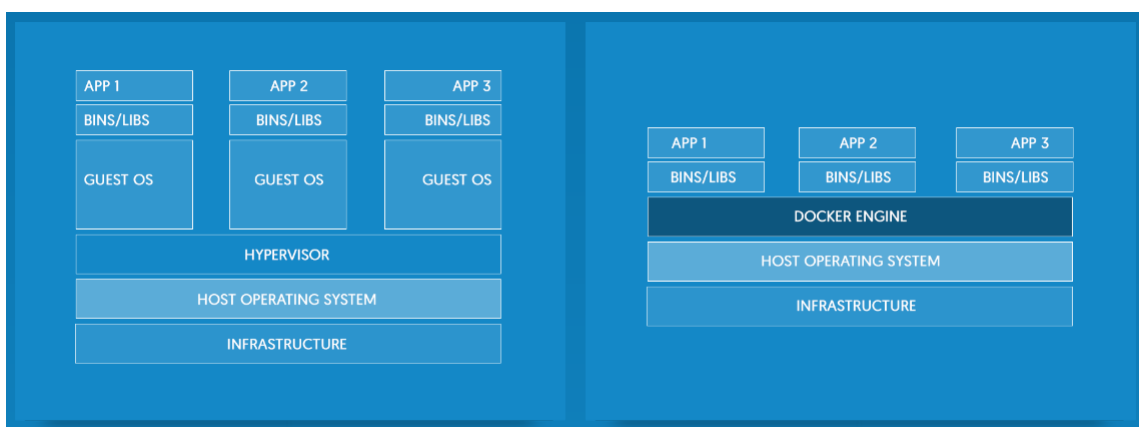 APP 1 APP 2 APP 3
BINS/LIBS BINS/LIBS BINS/LIBS
GUEST OS GUEST OS GUEST OS
HYPERVISOR
HOST OPERATING SYSTEM
INFRASTRUCTURE
APP 1 APP 2 APP 3
BINS/LIBS BINS/LIBS BINS/LIBS
DOCKER ENGINE
HOST OPERATING SYSTEM
INFRASTRUCTURE